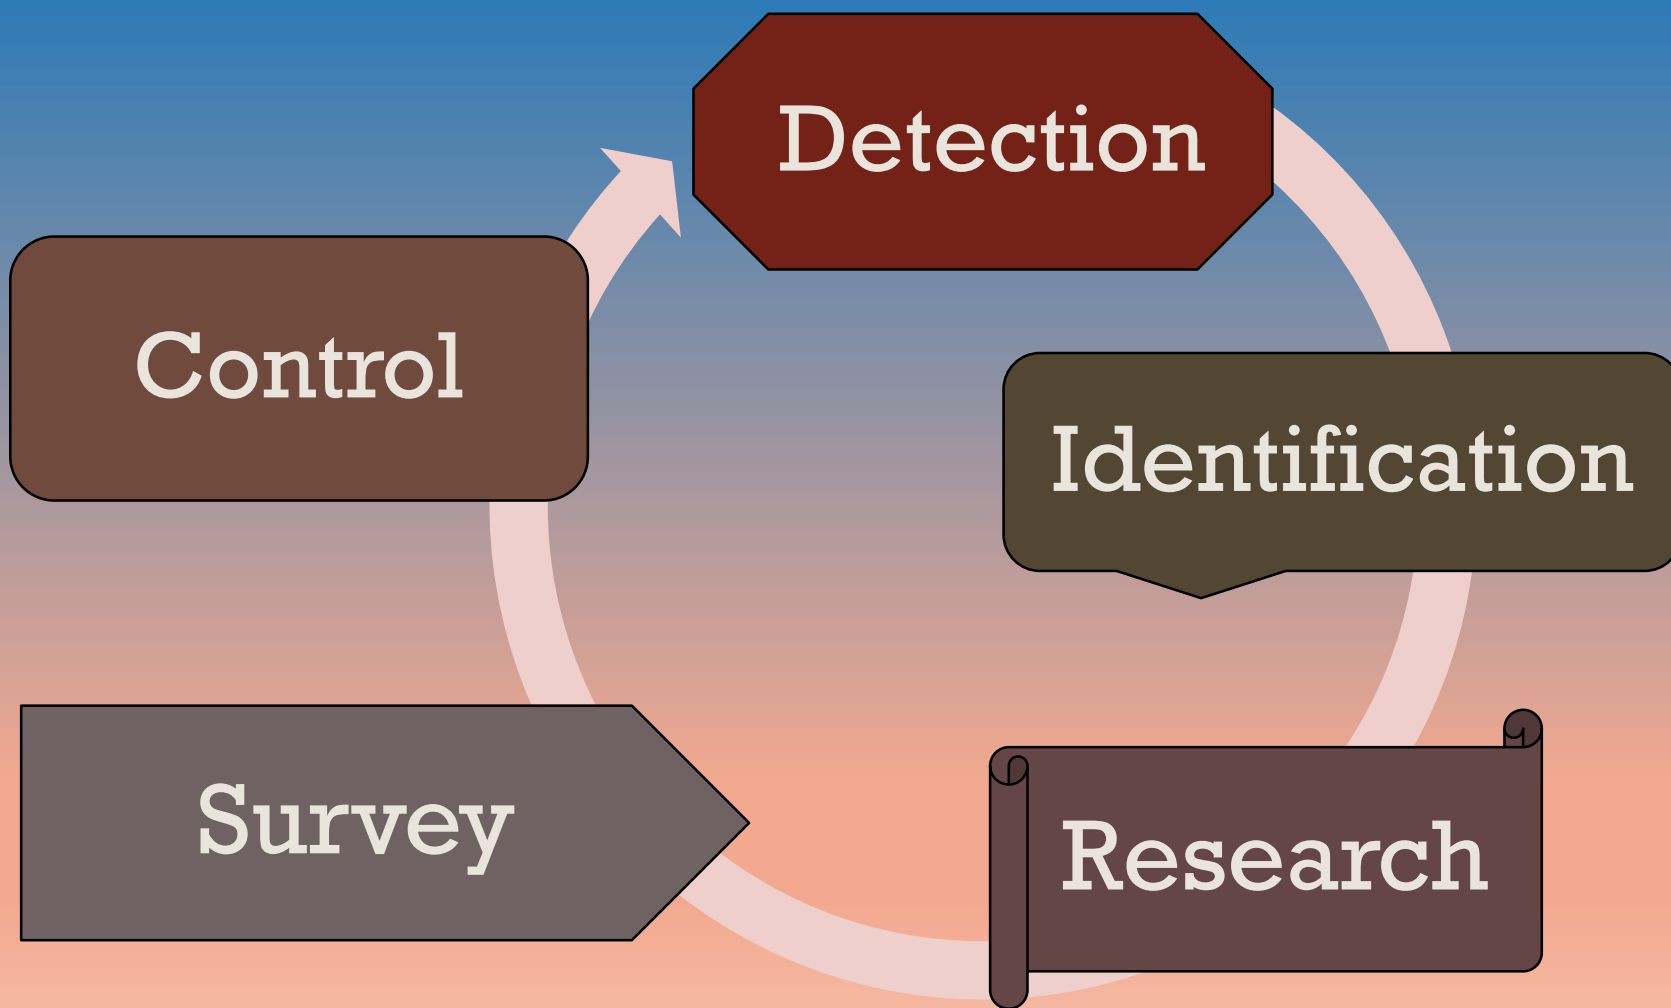 Detection
Identification
Research
Survey
Control